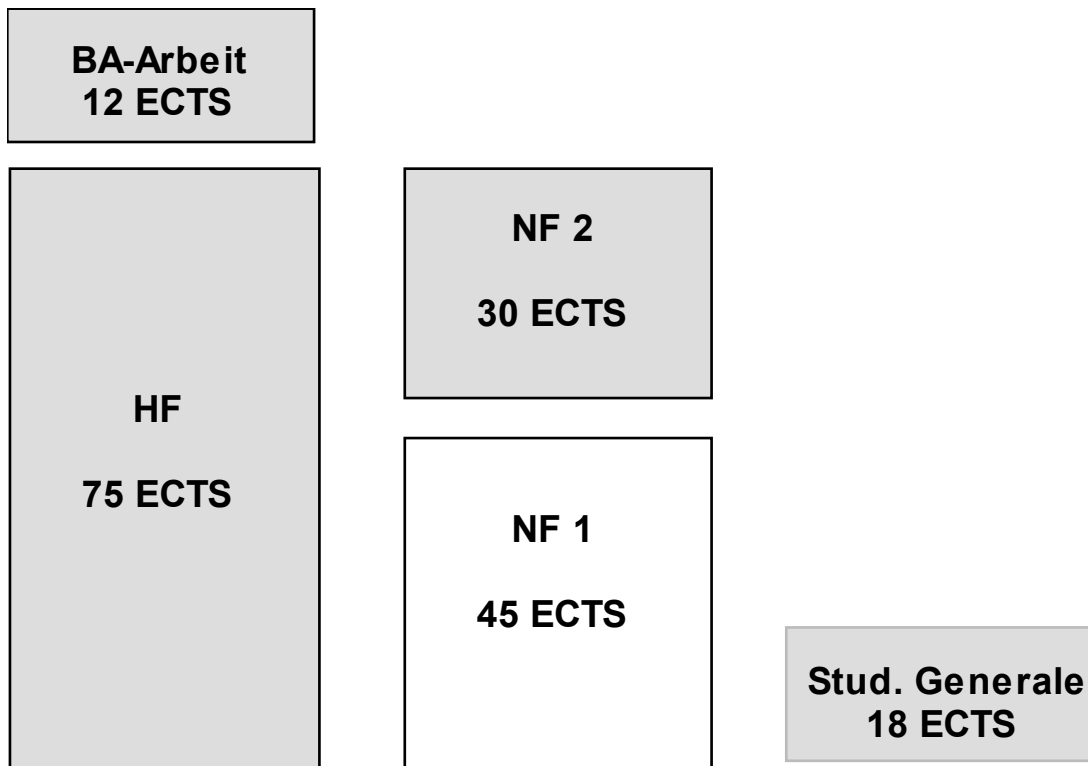 BA-Arbeit
12 ECTS
HF
75 ECTS
NF 2
30 ECTS
NF 1
45 ECTS
Stud. Generale
18 ECTS